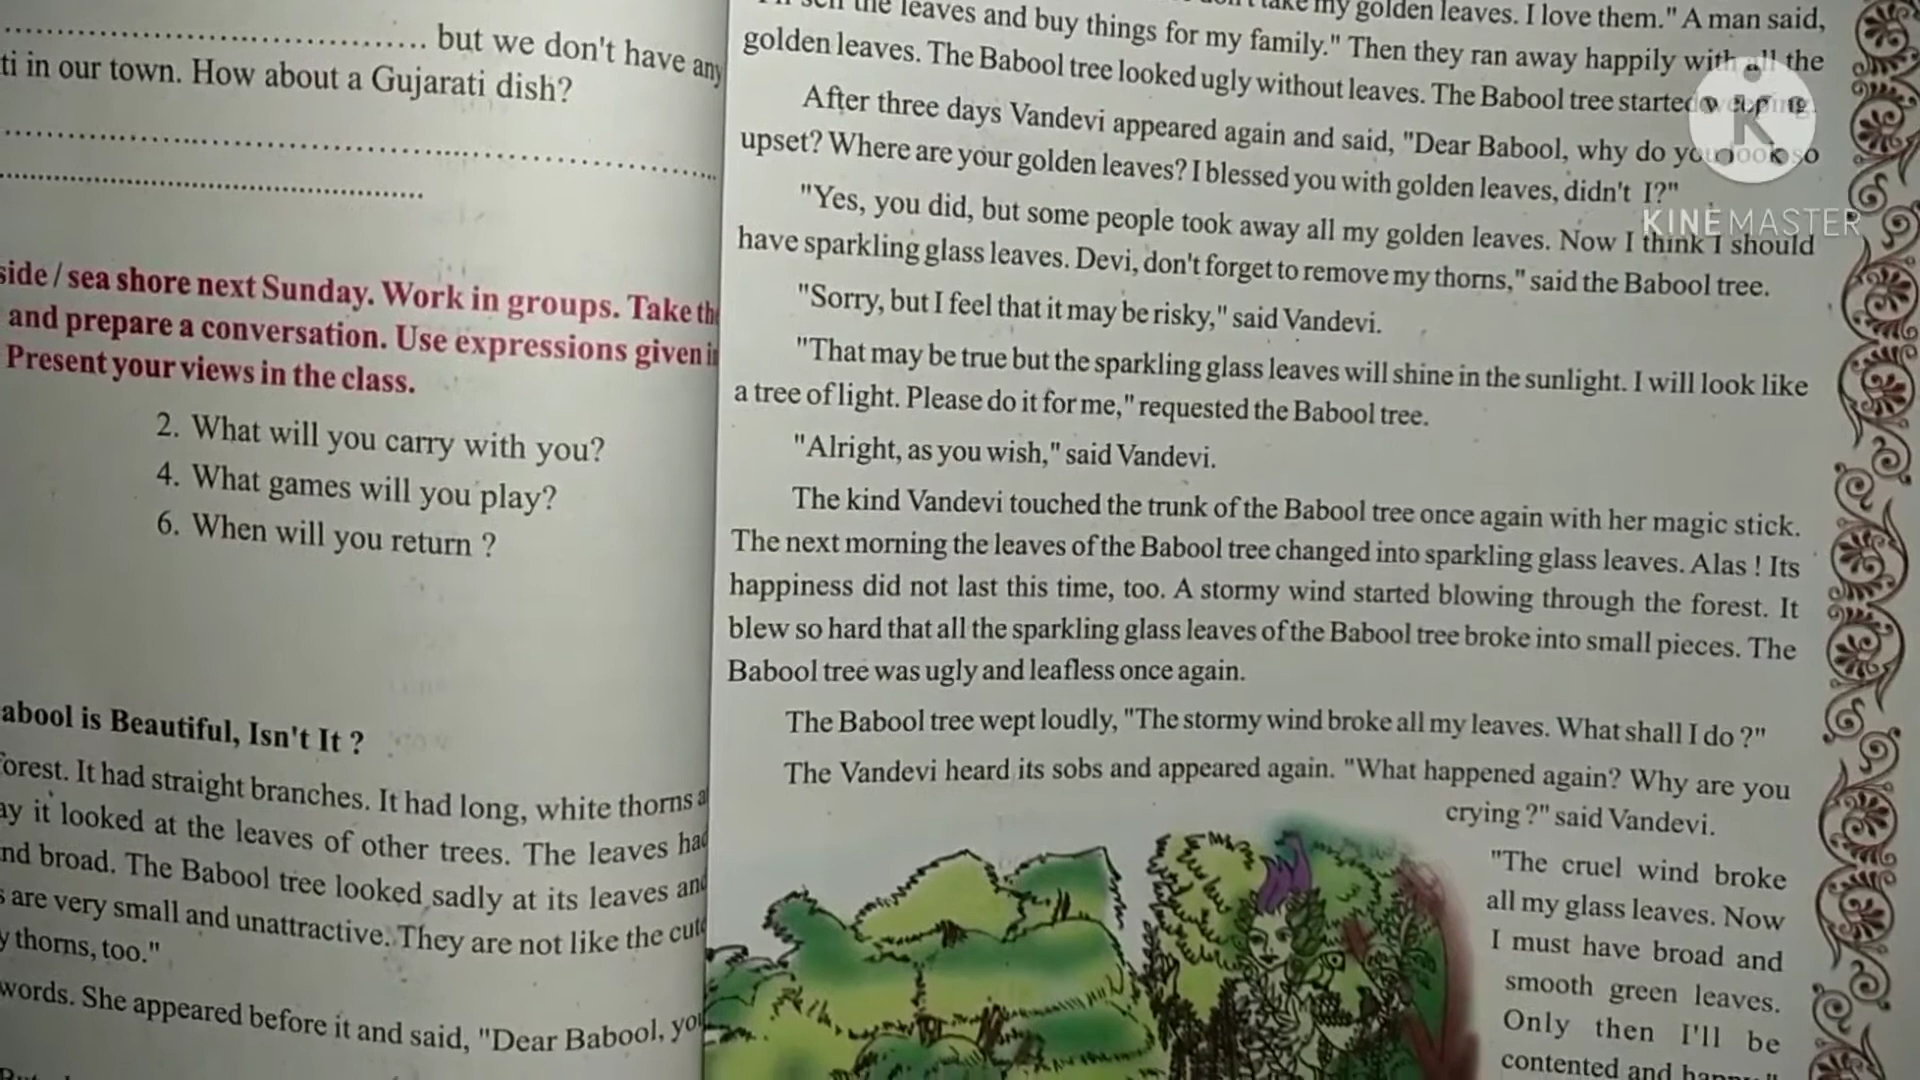 but we don't have any
ti in our town. How about a Gujarati dish?
side / sea shore next Sunday. Work in groups. Take the
and prepare a conversation. Use expressions given in
Present your views in the class.
2. What will you carry with you?
4. What games will you play?
6. When will you return ?
abool is Beautiful, Isn't It ?
orest. It had straight branches. It had long, white thorns a
ay it looked at the leaves of other trees. The leaves had
nd broad. The Babool tree looked sadly at its leaves and
s are very small and unattractive. They are not like the cute
y thorns, too."
words. She appeared before it and said, "Dear Babool, you
take my golden leaves. I love them." A man said,
the leaves and buy things for my family." Then they ran away happily with all the
golden leaves. The Babool tree looked ugly without leaves. The Babool tree started weeping.
After three days Vandevi appeared again and said, "Dear Babool, why do you look so
upset? Where are your golden leaves? I blessed you with golden leaves, didn't I?"
"Yes, you did, but some people took away all my golden leaves. Now I think I should
have sparkling glass leaves. Devi, don't forget to remove my thorns," said the Babool tree.
"Sorry, but I feel that it may be risky," said Vandevi.
"That may be true but the sparkling glass leaves will shine in the sunlight. I will look like
a tree of light. Please do it for me," requested the Babool tree.
"Alright, as you wish," said Vandevi.
The kind Vandevi touched the trunk of the Babool tree once again with her magic stick.
The next morning the leaves of the Babool tree changed into sparkling glass leaves. Alas ! Its
happiness did not last this time, too. A stormy wind started blowing through the forest. It
blew so hard that all the sparkling glass leaves of the Babool tree broke into small pieces. The
Babool tree was ugly and leafless once again.
The Babool tree wept loudly, "The stormy wind broke all my leaves. What shall I do ?"
The Vandevi heard its sobs and appeared again. "What happened again? Why are you
crying ?" said Vandevi.
"The cruel wind broke
all my glass leaves. Now
I must have broad and
smooth green leaves.
Only then I'll be
contented and happy."
K
KINEMASTER